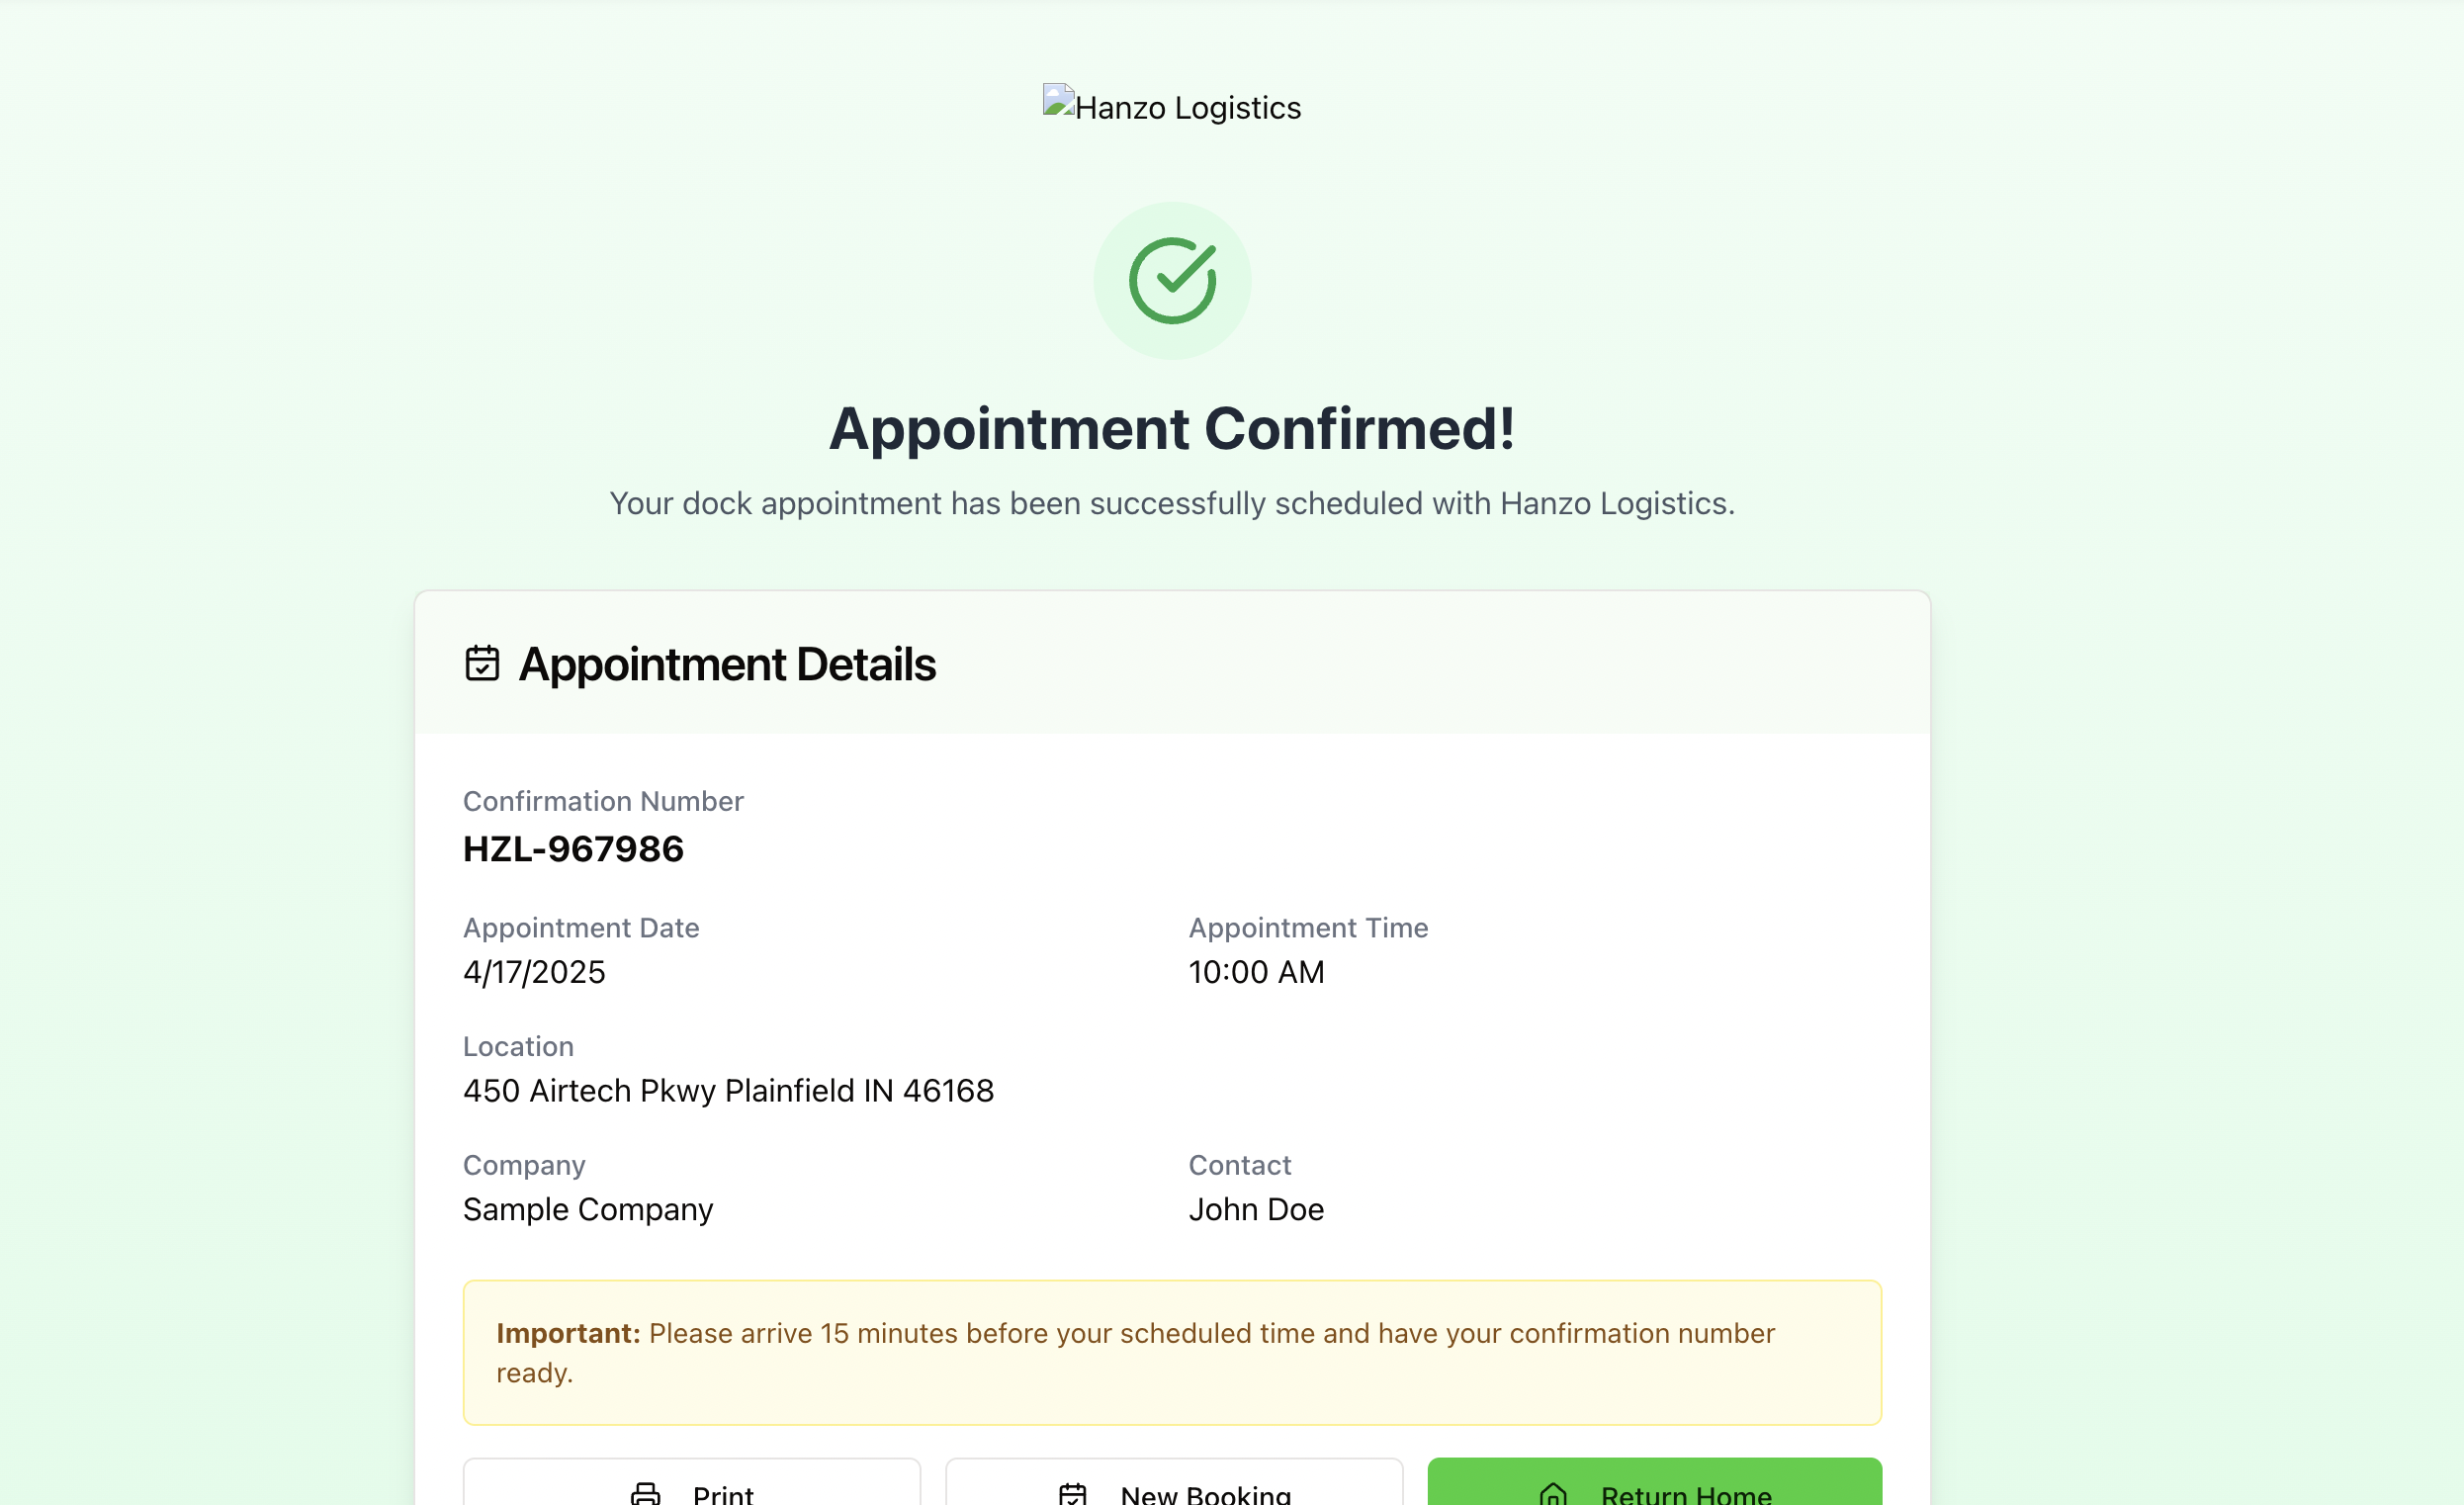 Hanzo Logistics
Appointment Confirmed!
Your dock appointment has been successfully scheduled with Hanzo Logistics.
Appointment Details
Confirmation Number
HZL-967986
Appointment Date
4/17/2025
Appointment Time
10:00 AM
Location
450 Airtech Pkwy Plainfield IN 46168
Company
Sample Company
Contact
John Doe
Important: Please arrive 15 minutes before your scheduled time and have your confirmation number
ready.
Print
New Booking
Return Home